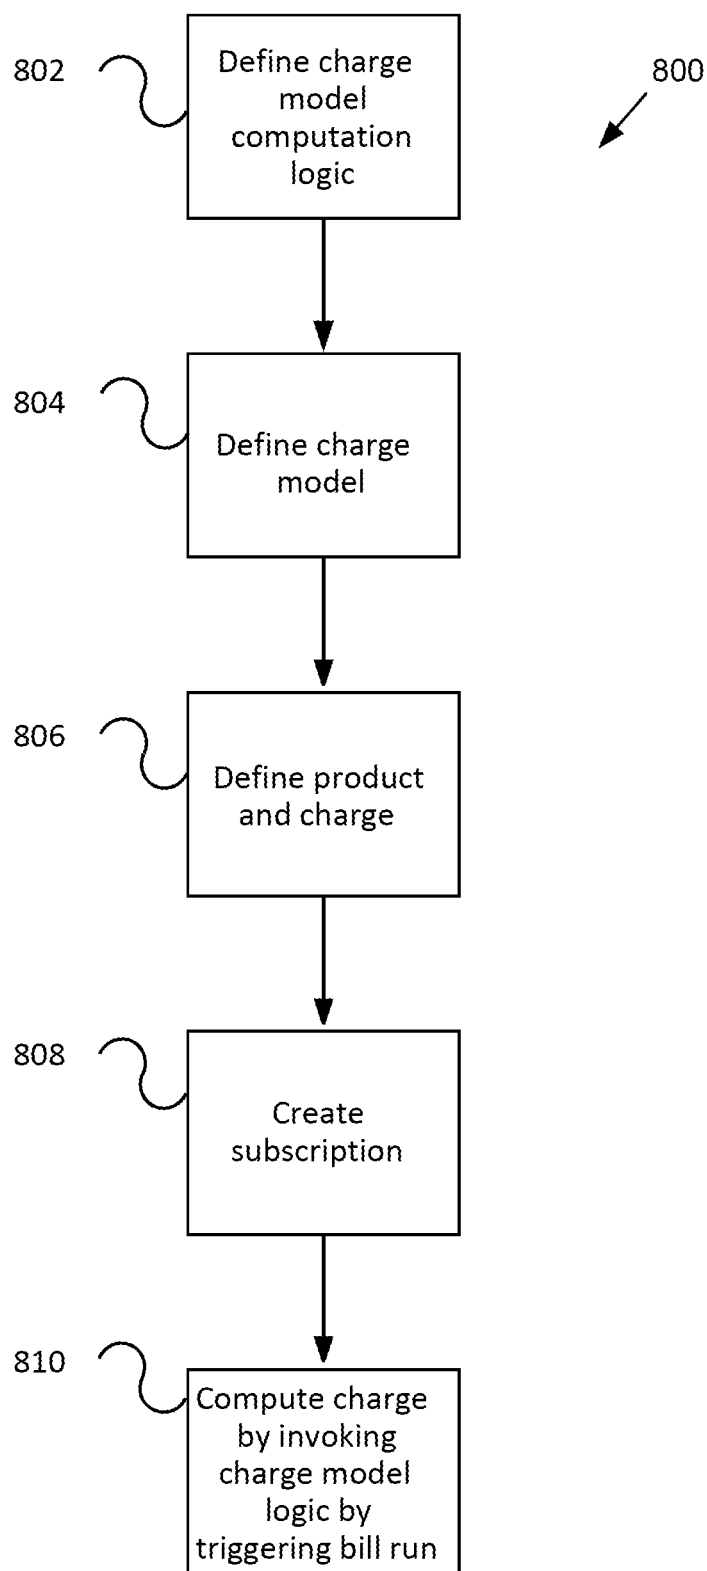 802
Define charge
model
computation
logic
800
804
Define charge
model
806
Define product
and charge
808
Create
subscription
810
Compute charge
by invoking
charge model
logic by
triggering bill run